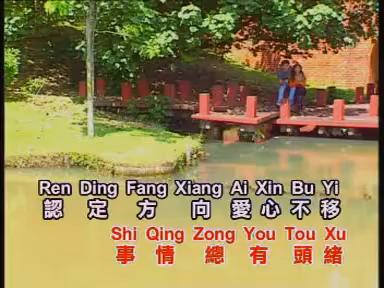 Ren Ding Fang Xiang Ai Xin Bu Yi
認 定 方 向 愛 心 不 移
Shi Qing Zong You Tou Xu
事 情 總 有 頭 緒